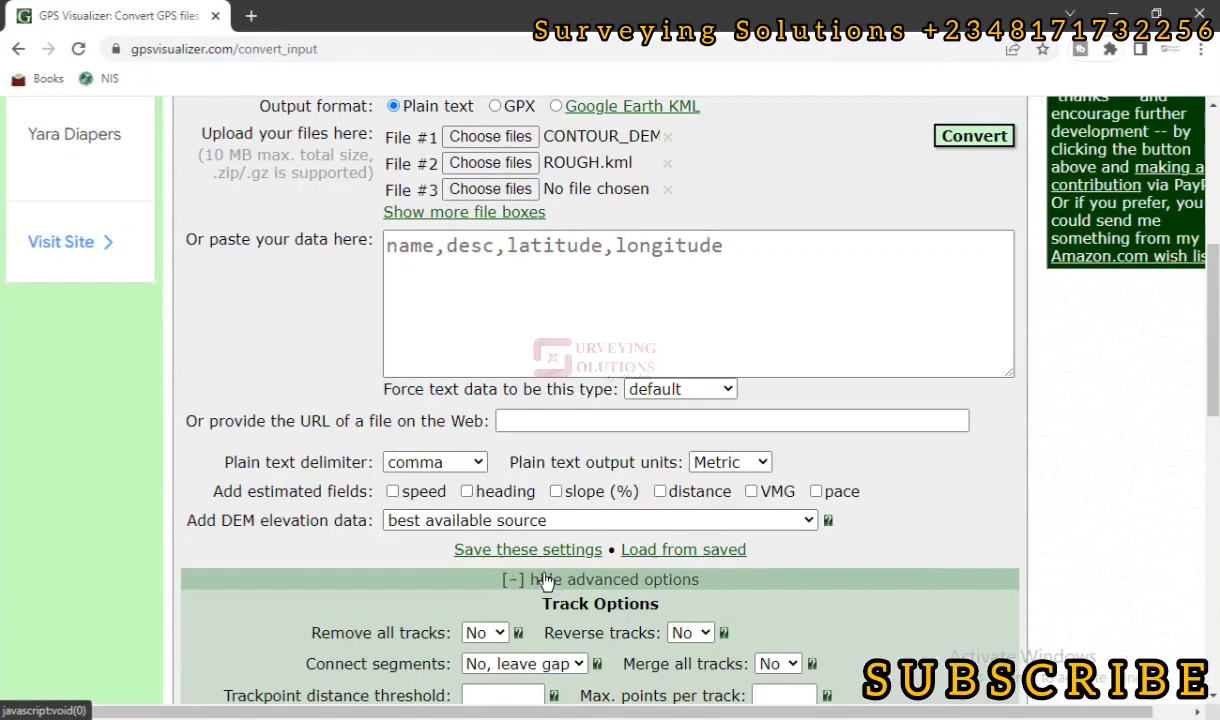 GPS Visualizer: Convert GPS files
Surveying Solutions +2348171732256
gpsvisualizer.com/convert_input
Books
NIS
Yara Diapers
Visit Site
Output format:
Plain text
GPX
Google Earth KML
Upload your files here:
(10 MB max. total size,
.zip/.gz is supported)
File #1
Choose files
CONTOUR_DEM
File #2
Choose files
ROUGH.kml
File #3
Choose files
No file chosen
Show more file boxes
Convert
Or paste your data here:
name,desc,latitude,longitude
URVEYING
OLUTIONS
Force text data to be this type:
default
Or provide the URL of a file on the Web:
Plain text delimiter:
comma
Plain text output units:
Metric
Add estimated fields:
speed
heading
slope (%)
distance
VMG
pace
Add DEM elevation data:
best available source
Save these settings • Load from saved
[-] hide advanced options
Track Options
Remove all tracks:
No
Reverse tracks:
No
Connect segments:
No, leave gap
Merge all tracks:
No
Trackpoint distance threshold:
Max. points per track:
"thanks" and
encourage further
development -- by
clicking the button
above and making a
contribution via PayP
Or if you prefer, you
could send me
something from my
Amazon.com wish lis
Activate Windows
SUBSCRIBE
javascript:void(0)